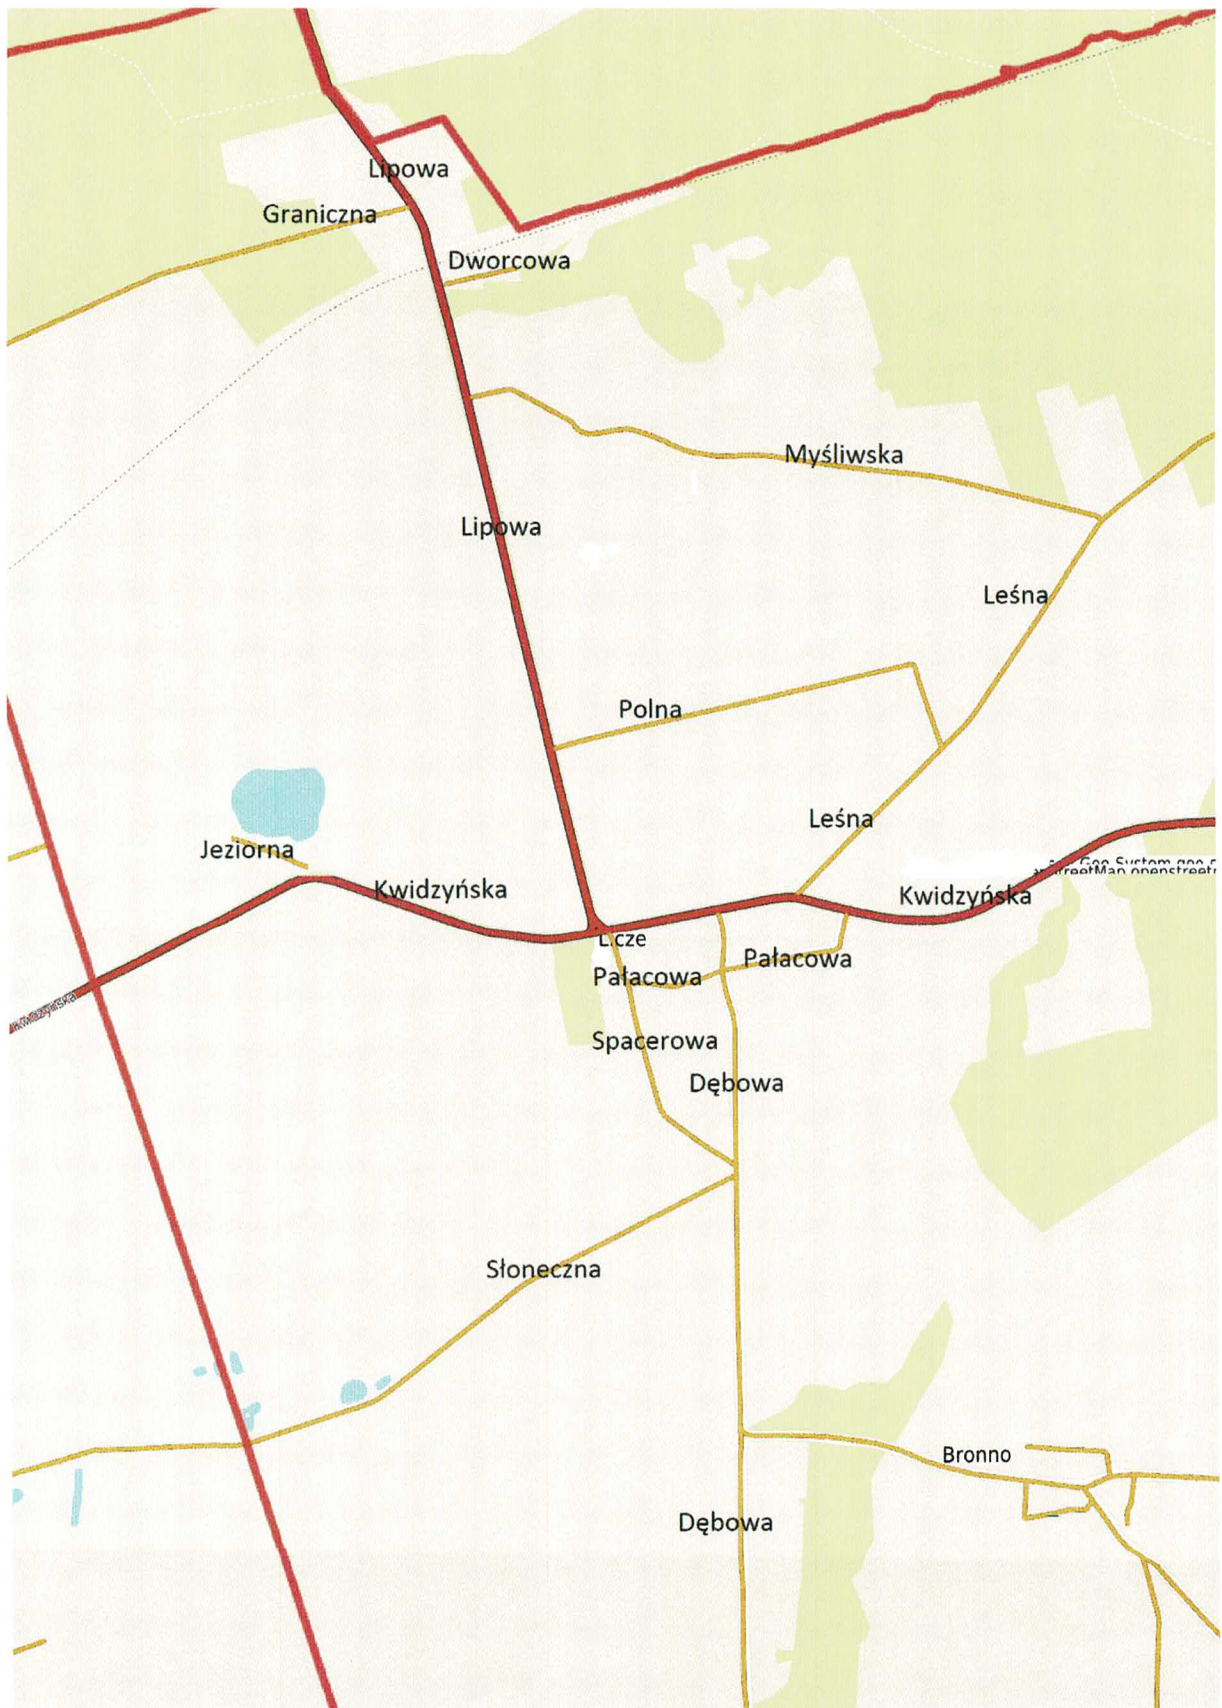 Lipowa
Graniczna
Dworcowa
Myśliwska
Lipowa
Leśna
Polna
Leśna
Jeziorna
Kwidzyńska
Kwidzyńska
Licze
Pałacowa
Pałacowa
Kwidzyńska
Spacerowa
Dębowa
Słoneczna
Bronno
Dębowa